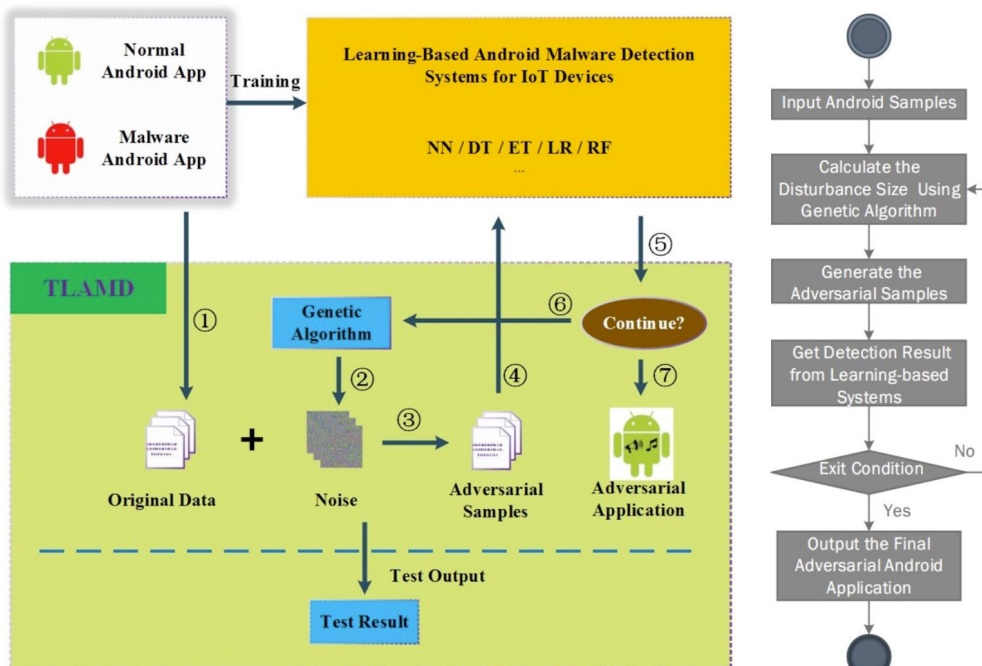 Normal
Android App
Malware
Android App
Training
Learning-Based Android Malware Detection
Systems for IoT Devices
NN / DT / ET / LR / RF
...
TLAMD
①
Genetic
Algorithm
②
③
④
⑤
⑥
Continue?
⑦
+
Original Data
Noise
Adversarial
Samples
Adversarial
Application
Test Output
Test Result
Input Android Samples
Calculate the
Disturbance Size Using
Genetic Algorithm
Generate the
Adversarial Samples
Get Detection Result
from Learning-based
Systems
Exit Condition
No
Yes
Output the Final
Adversarial Android
Application